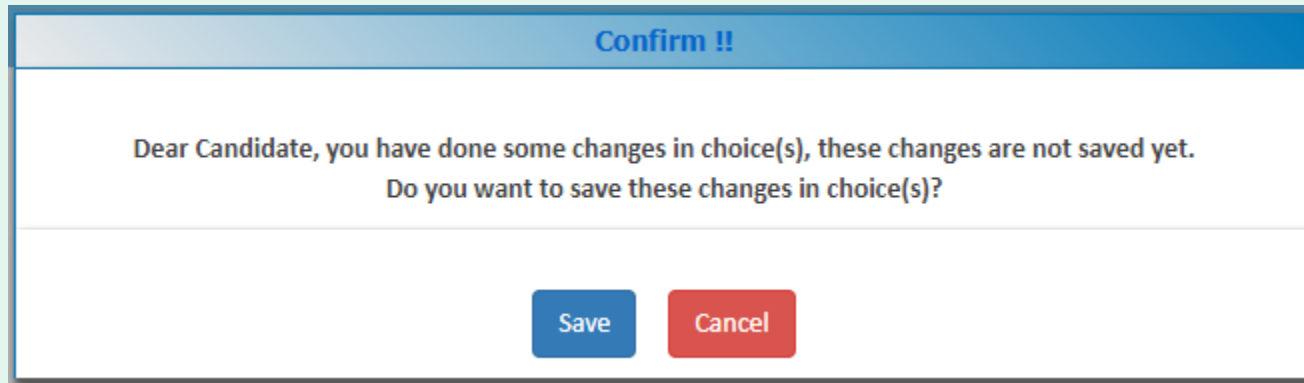 Confirm !!
Dear Candidate, you have done some changes in choice(s), these changes are not saved yet.
Do you want to save these changes in choice(s)?
Save
Cancel